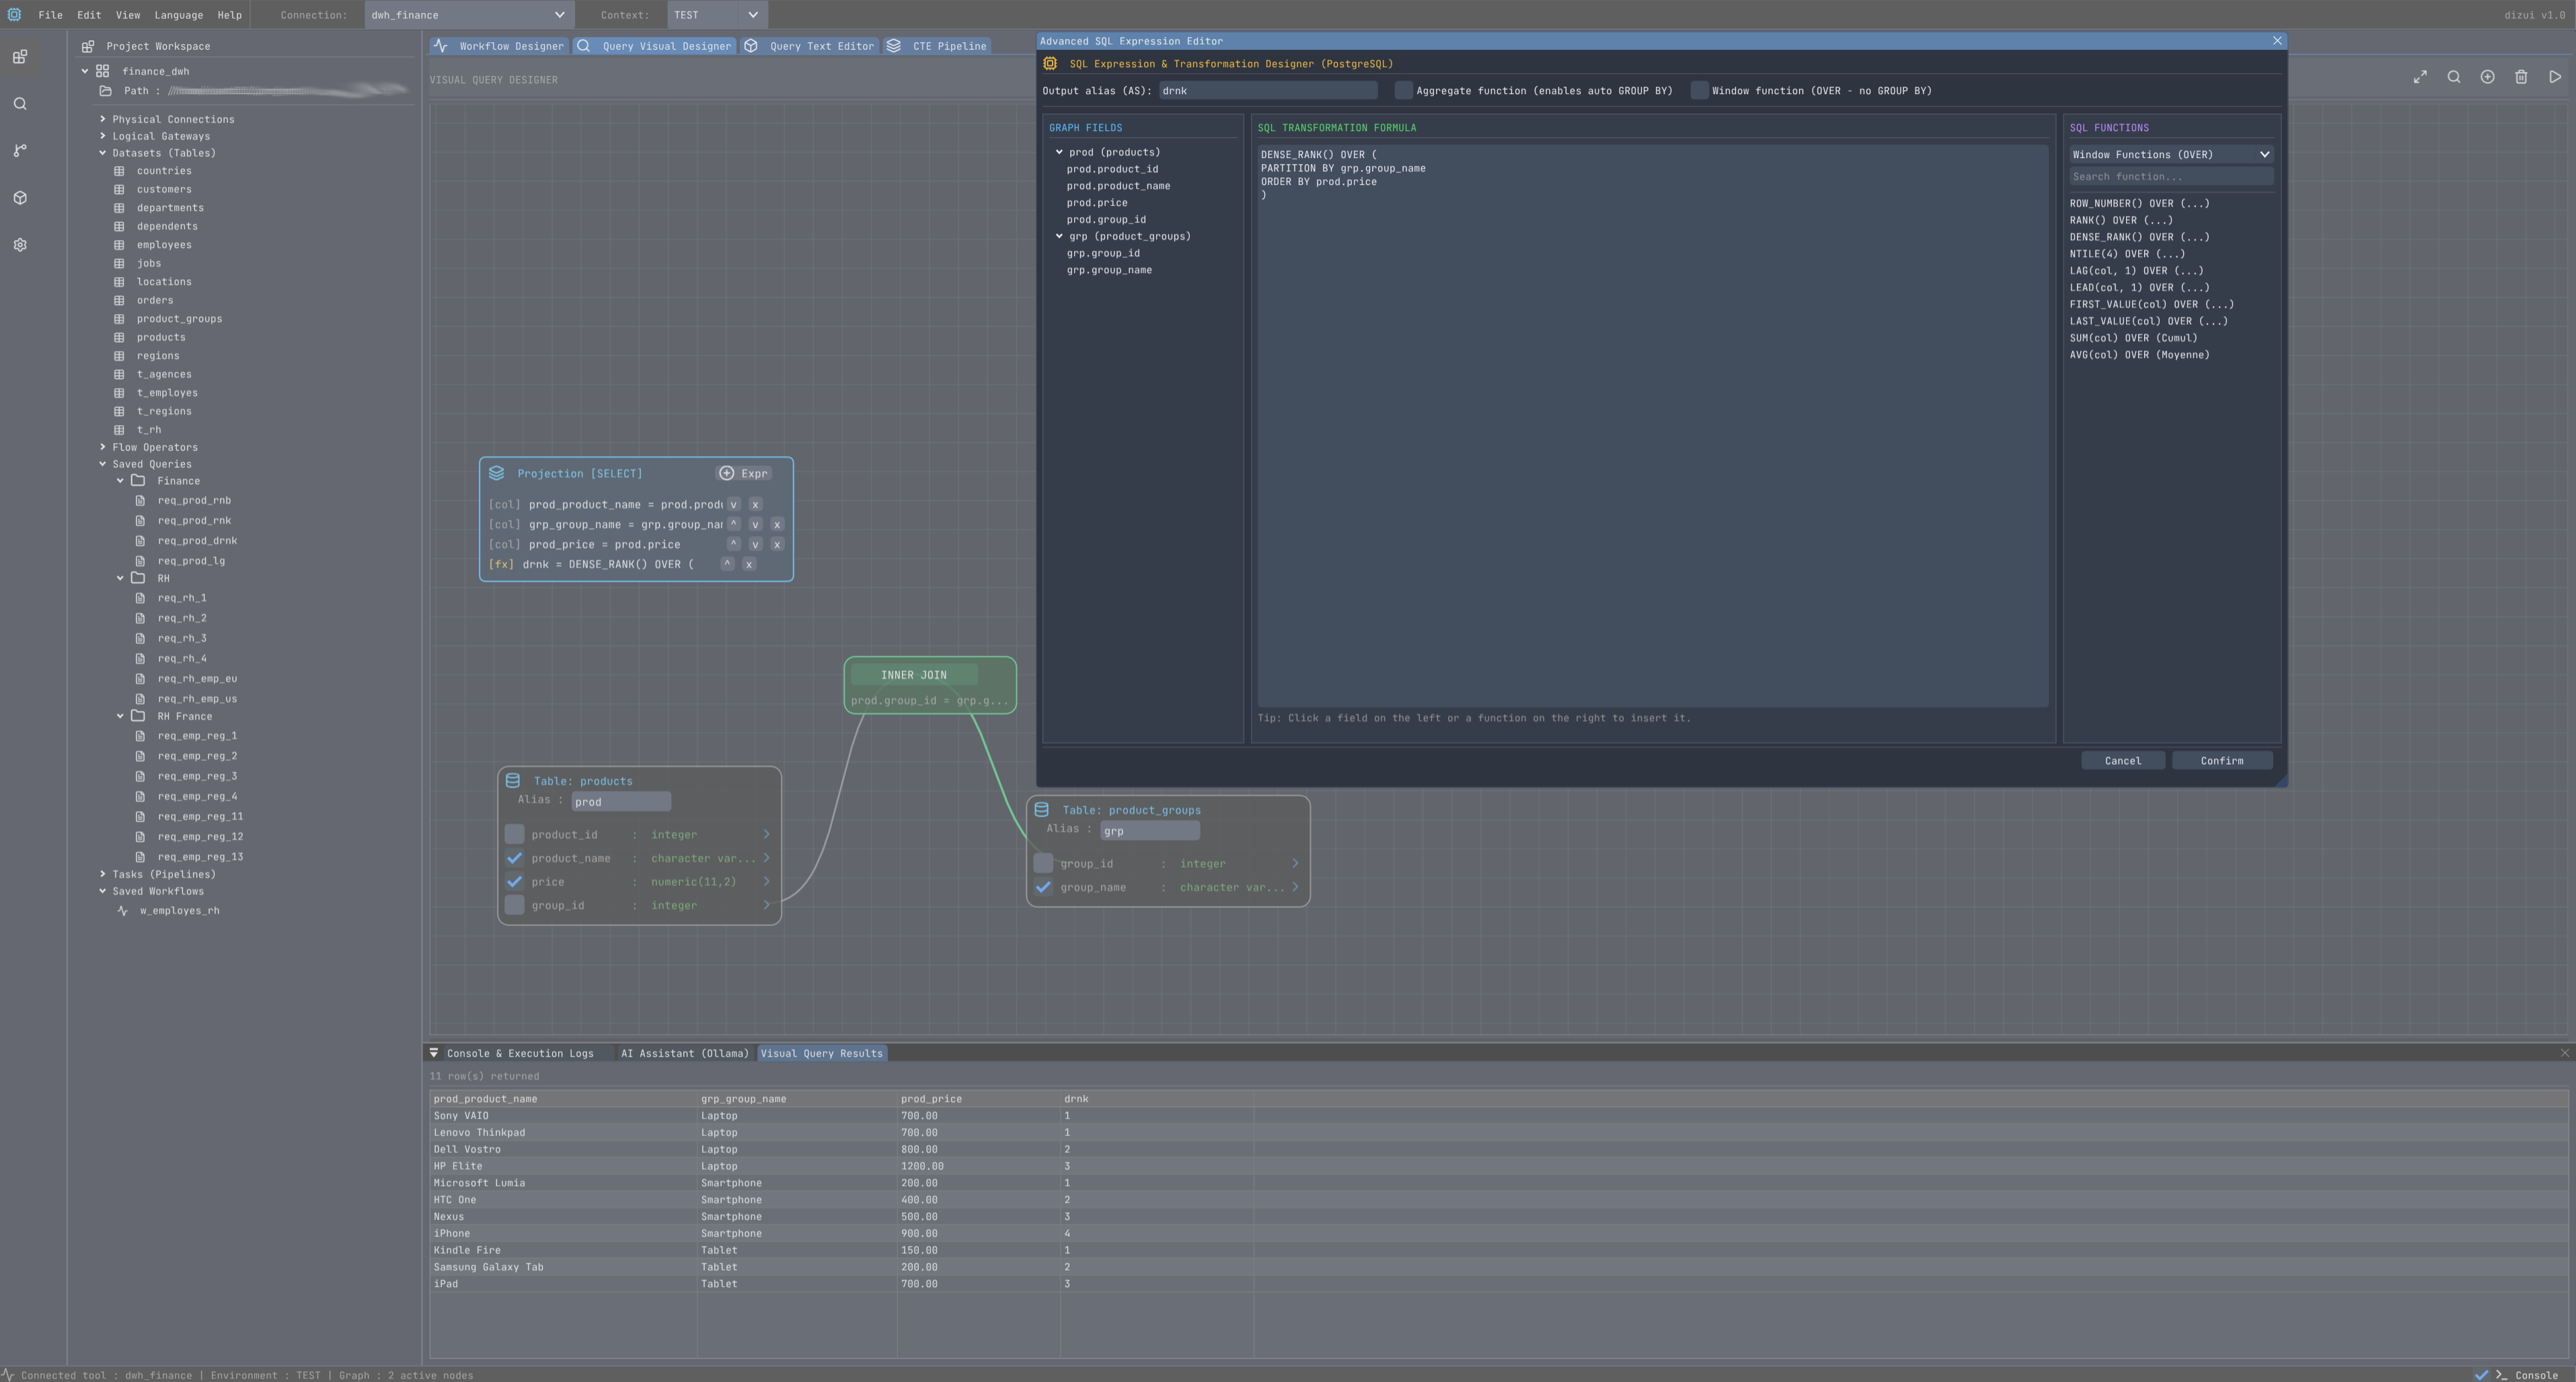 File Edit View Language Help Connection: dwh_finance Context: TEST dizui v1.0
Project Workspace
finance_dwh
Path :
Physical Connections
Logical Gateways
Datasets (Tables)
countries
customers
departments
dependents
employees
jobs
locations
orders
product_groups
products
regions
t_agences
t_employes
t_regions
t_rh
Flow Operators
Saved Queries
Finance
req_prod_rnb
req_prod_rnk
req_prod_drnk
req_prod_lg
RH
req_rh_1
req_rh_2
req_rh_3
req_rh_4
req_rh_emp_eu
req_rh_emp_us
RH France
req_emp_reg_1
req_emp_reg_2
req_emp_reg_3
req_emp_reg_4
req_emp_reg_11
req_emp_reg_12
req_emp_reg_13
Tasks (Pipelines)
Saved Workflows
w_employes_rh
Workflow Designer Query Visual Designer Query Text Editor CTE Pipeline
VISUAL QUERY DESIGNER
Projection [SELECT] Expr
[col] prod_product_name = prod.prod v x
[col] grp_group_name = grp.group_nam ^ v x
[col] prod_price = prod.price ^ v x
[fx] drnk = DENSE_RANK() OVER ( ^ x
INNER JOIN
prod.group_id = grp.g...
Table: products
Alias : prod
product_id : integer
product_name : character var...
price : numeric(11,2)
group_id : integer
Table: product_groups
Alias : grp
group_id : integer
group_name : character var...
Advanced SQL Expression Editor
SQL Expression & Transformation Designer (PostgreSQL)
Output alias (AS): drnk Aggregate function (enables auto GROUP BY) Window function (OVER - no GROUP BY)
GRAPH FIELDS
prod (products)
prod.product_id
prod.product_name
prod.price
prod.group_id
grp (product_groups)
grp.group_id
grp.group_name
SQL TRANSFORMATION FORMULA
DENSE_RANK() OVER (
PARTITION BY grp.group_name
ORDER BY prod.price
)
Tip: Click a field on the left or a function on the right to insert it.
SQL FUNCTIONS
Window Functions (OVER)
Search function...
ROW_NUMBER() OVER (...)
RANK() OVER (...)
DENSE_RANK() OVER (...)
NTILE(4) OVER (...)
LAG(col, 1) OVER (...)
LEAD(col, 1) OVER (...)
FIRST_VALUE(col) OVER (...)
LAST_VALUE(col) OVER (...)
SUM(col) OVER (Cumul)
AVG(col) OVER (Moyenne)
Cancel Confirm
Console & Execution Logs AI Assistant (Ollama) Visual Query Results
11 row(s) returned
prod_product_name grp_group_name prod_price drnk
Sony VAIO Laptop 700.00 1
Lenovo Thinkpad Laptop 700.00 1
Dell Vostro Laptop 800.00 2
HP Elite Laptop 1200.00 3
Microsoft Lumia Smartphone 200.00 1
HTC One Smartphone 400.00 2
Nexus Smartphone 500.00 3
iPhone Smartphone 900.00 4
Kindle Fire Tablet 150.00 1
Samsung Galaxy Tab Tablet 200.00 2
iPad Tablet 700.00 3
Connected tool : dwh_finance | Environment : TEST | Graph : 2 active nodes Console